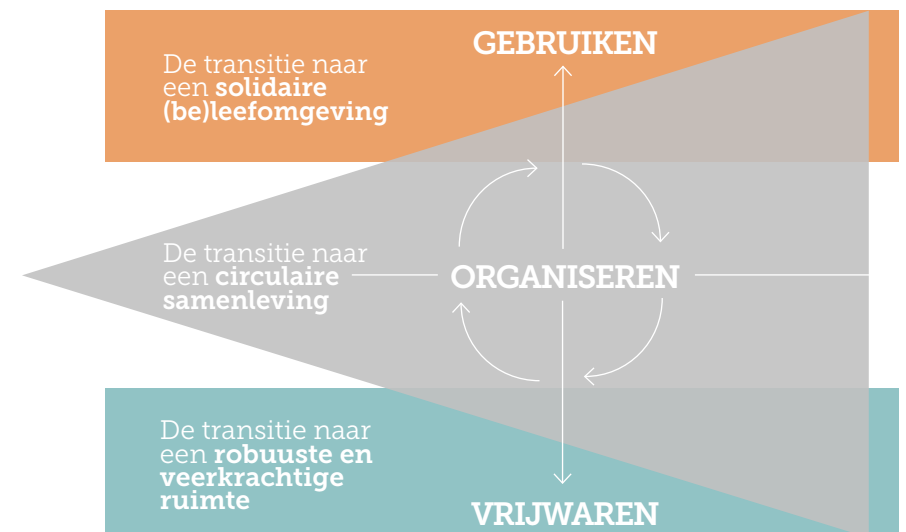 GEBRUIKEN
De transitie naar
een solidaire
(be)leefomgeving
De transitie naar
een circulaire
samenleving
ORGANISEREN
De transitie naar
een robuuste en
veerkrachtige
ruimte
VRIJWAREN